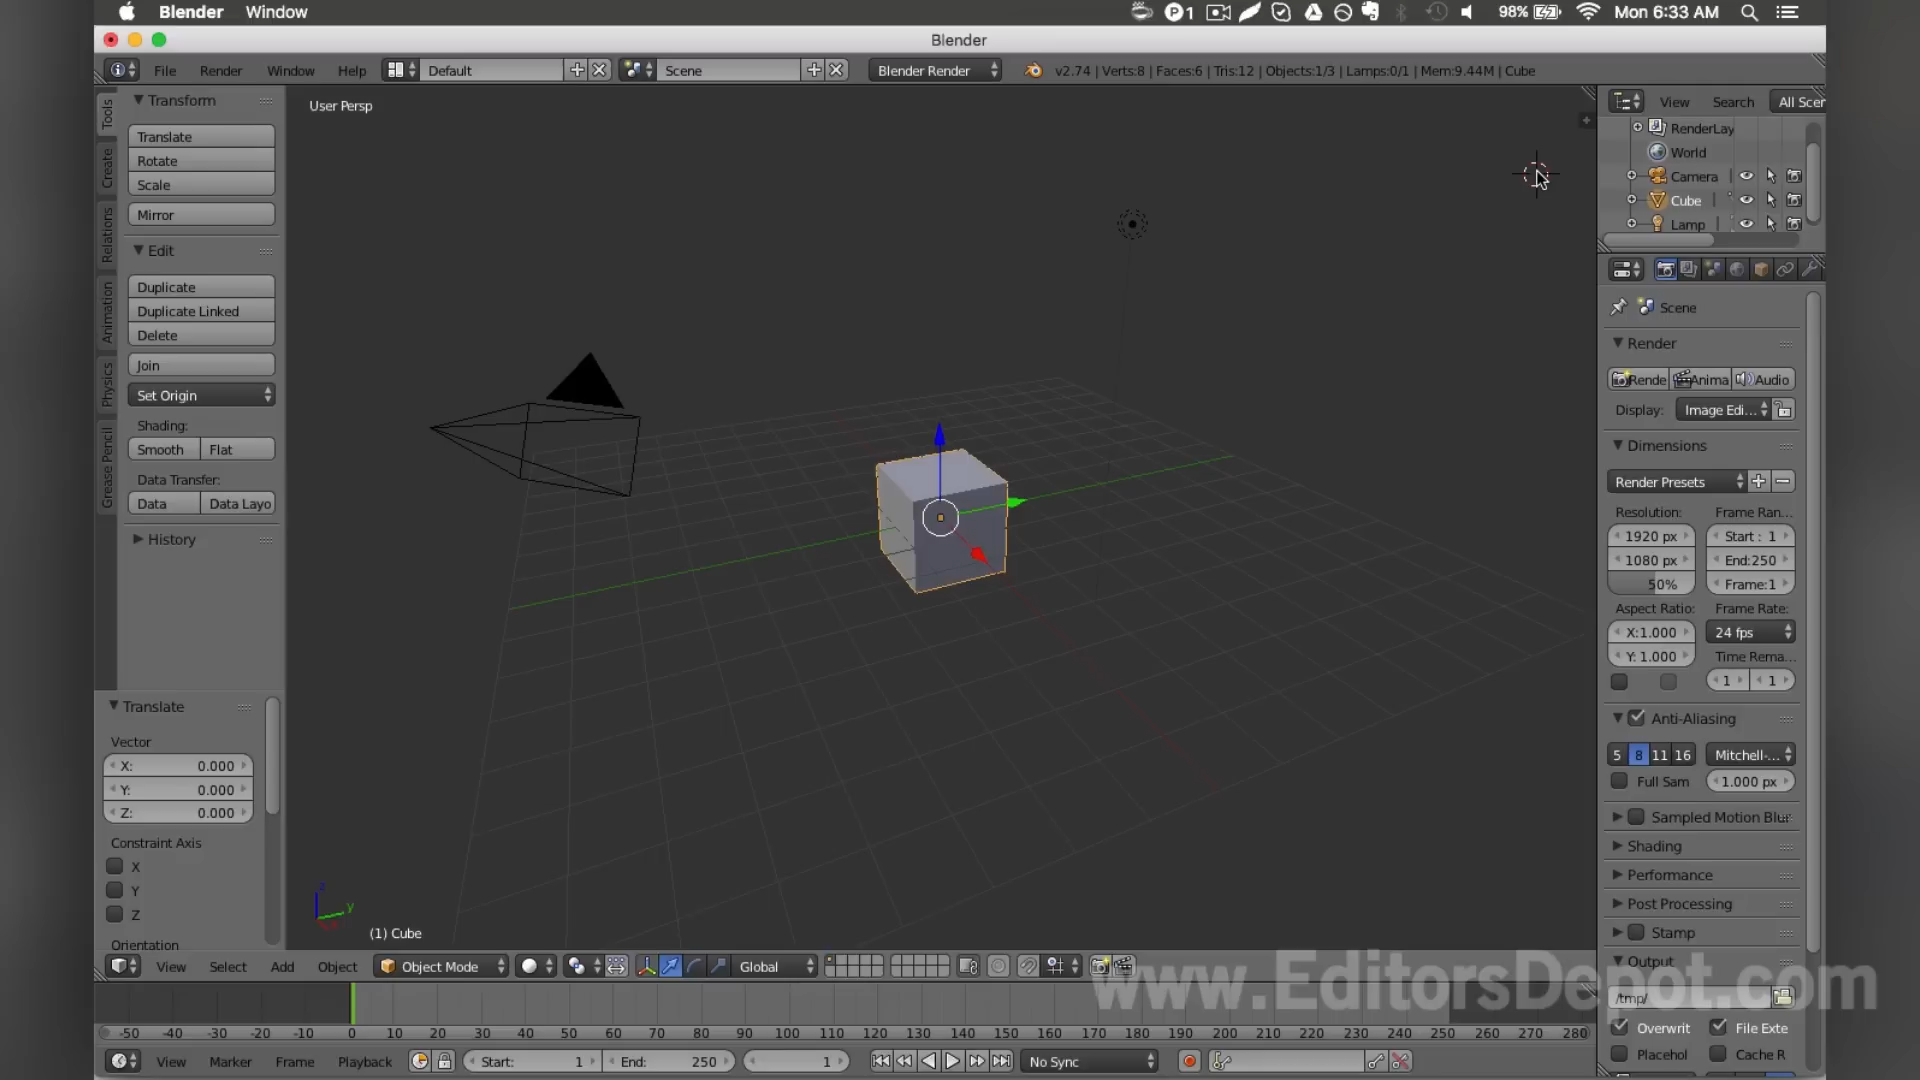 Blender Window
1 98% Mon 6:33 AM
Blender
File Render Window Help Default Scene Blender Render v2.74 | Verts:8 | Faces:6 | Tris:12 | Objects:1/3 | Lamps:0/1 | Mem:9.44M | Cube
Tools
Create
Relations
Animation
Physics
Grease Pencil
Transform
Translate
Rotate
Scale
Mirror
Edit
Duplicate
Duplicate Linked
Delete
Join
Set Origin
Shading:
Smooth Flat
Data Transfer:
Data Data Layo
History
Translate
Vector
X: 0.000
Y: 0.000
Z: 0.000
Constraint Axis
X
Y
Z
Orientation
User Persp
z
y
(1) Cube
View Select Add Object Object Mode Global
View Search All Scen
RenderLay
World
Camera
Cube
Lamp
Scene
Render
Rende Anima Audio
Display: Image Edi...
Dimensions
Render Presets
Resolution: Frame Ran...
1920 px Start : 1
1080 px End:250
50% Frame:1
Aspect Ratio: Frame Rate:
X:1.000 24 fps
Y: 1.000 Time Rema...
1 1
Anti-Aliasing
5 8 11 16 Mitchell-...
Full Sam 1.000 px
Sampled Motion Blur
Shading
Performance
Post Processing
Stamp
Output
/tmp/
Overwrit File Exte
Placehol Cache R
www.EditorsDepot.com
-50 -40 -30 -20 -10 0 10 20 30 40 50 60 70 80 90 100 110 120 130 140 150 160 170 180 190 200 210 220 230 240 250 260 270 280
View Marker Frame Playback Start: 1 End: 250 1 No Sync